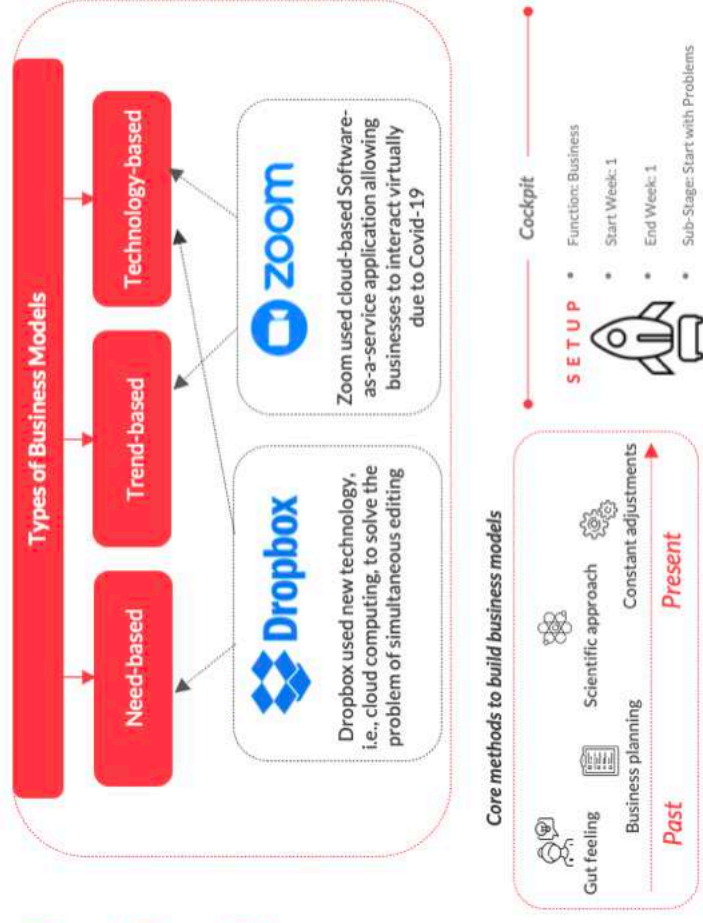 Types of Business Models
Need-based
Trend-based
Technology-based
Dropbox
Dropbox used new technology,
i.e., cloud computing, to solve the
problem of simultaneous editing
zoom
Zoom used cloud-based Software-
as-a-service application allowing
businesses to interact virtually
due to Covid-19
Core methods to build business models
Gut feeling
Business planning
Scientific approach
Constant adjustments
Past
Present
Cockpit
SETUP
• Function: Business
• Start Week: 1
• End Week: 1
• Sub-Stage: Start with Problems